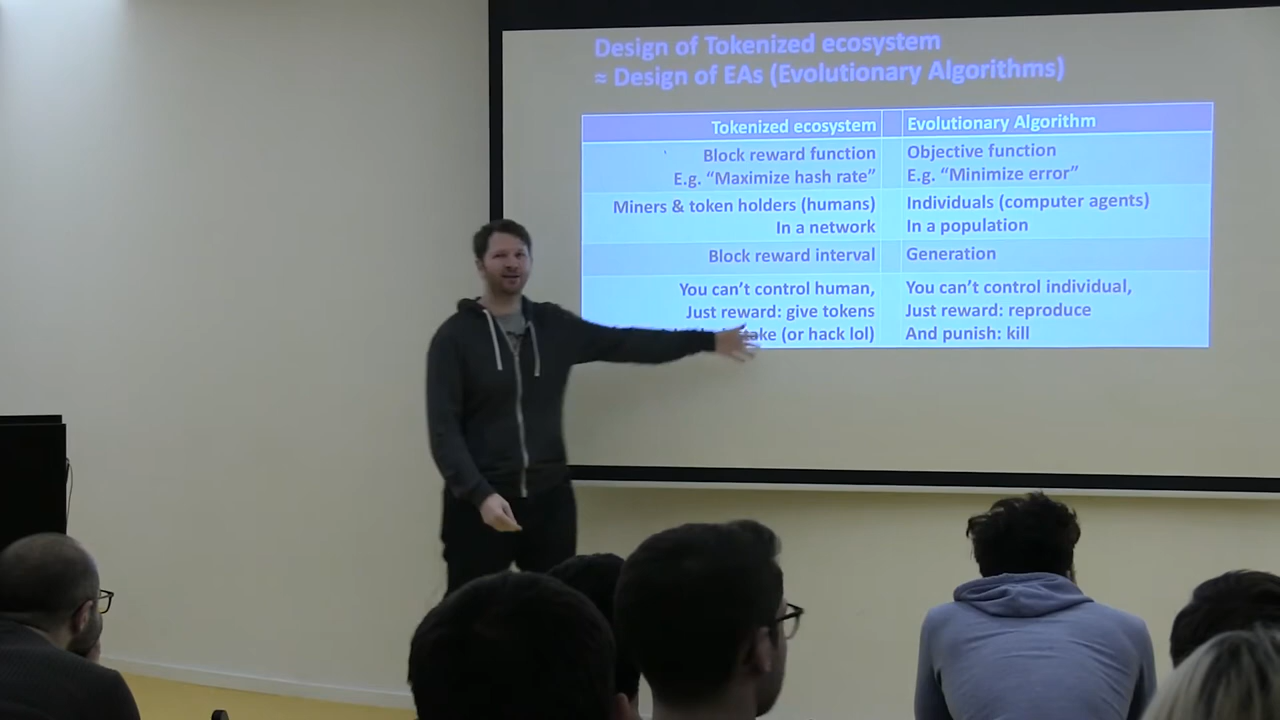 Design of Tokenized ecosystem
≈ Design of EAs (Evolutionary Algorithms)
Tokenized ecosystem
Evolutionary Algorithm
Block reward function
E.g. “Maximize hash rate”
Objective function
E.g. “Minimize error”
Miners & token holders (humans)
In a network
Individuals (computer agents)
In a population
Block reward interval
Generation
You can’t control human,
Just reward: give tokens
(or hack lol)
You can’t control individual,
Just reward: reproduce
And punish: kill